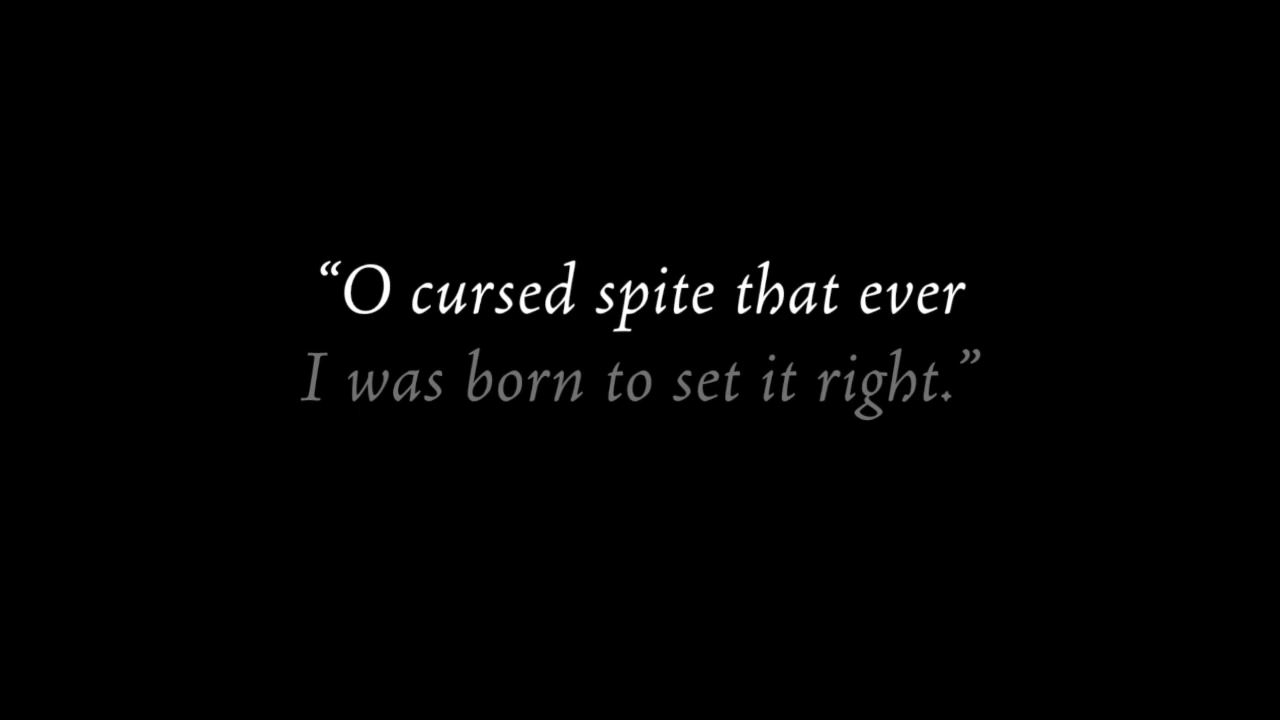 “O cursed spite that ever
I was born to set it right.”